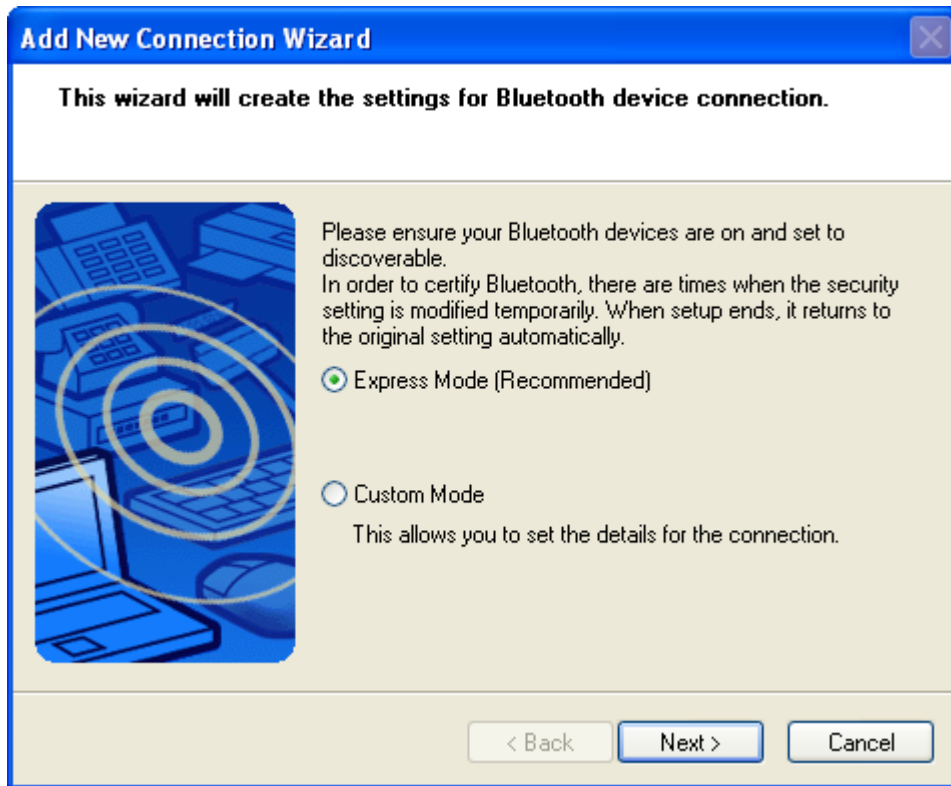 Add New Connection Wizard
This wizard will create the settings for Bluetooth device connection.
Please ensure your Bluetooth devices are on and set to
discoverable.
In order to certify Bluetooth, there are times when the security
setting is modified temporarily. When setup ends, it returns to
the original setting automatically.
Express Mode (Recommended)
Custom Mode
This allows you to set the details for the connection.
< Back
Next >
Cancel